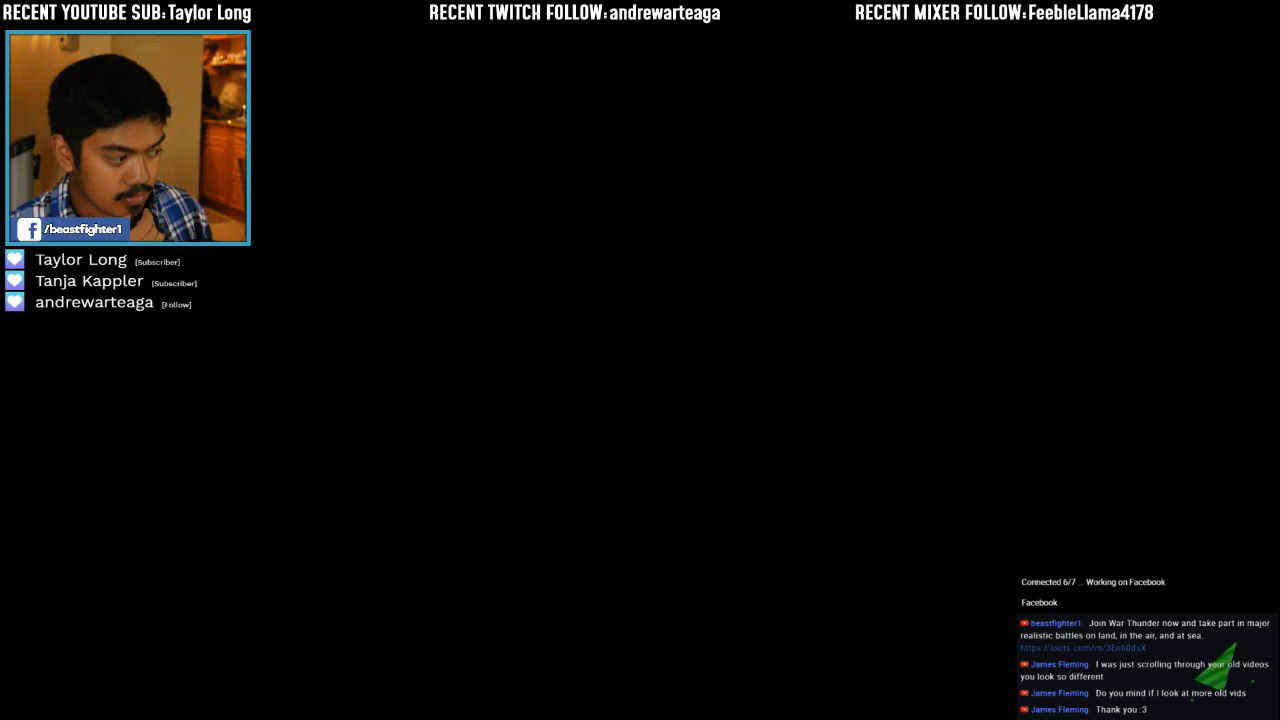 RECENT YOUTUBE SUB: Taylor Long
RECENT TWITCH FOLLOW: andrewarteaga
RECENT MIXER FOLLOW: FeebleLlama4178
/beastfighter1
Taylor Long [Subscriber]
Tanja Kappler [Subscriber]
andrewarteaga [Follow]
Connected 6/7 ... Working on Facebook
Facebook
beastfighter1 Join War Thunder now and take part in major
realistic battles on land, in the air, and at sea.
James Fleming I was just scrolling through your old videos
you look so different
James Fleming Do you mind if I look at more old vids
James Fleming Thank you :3